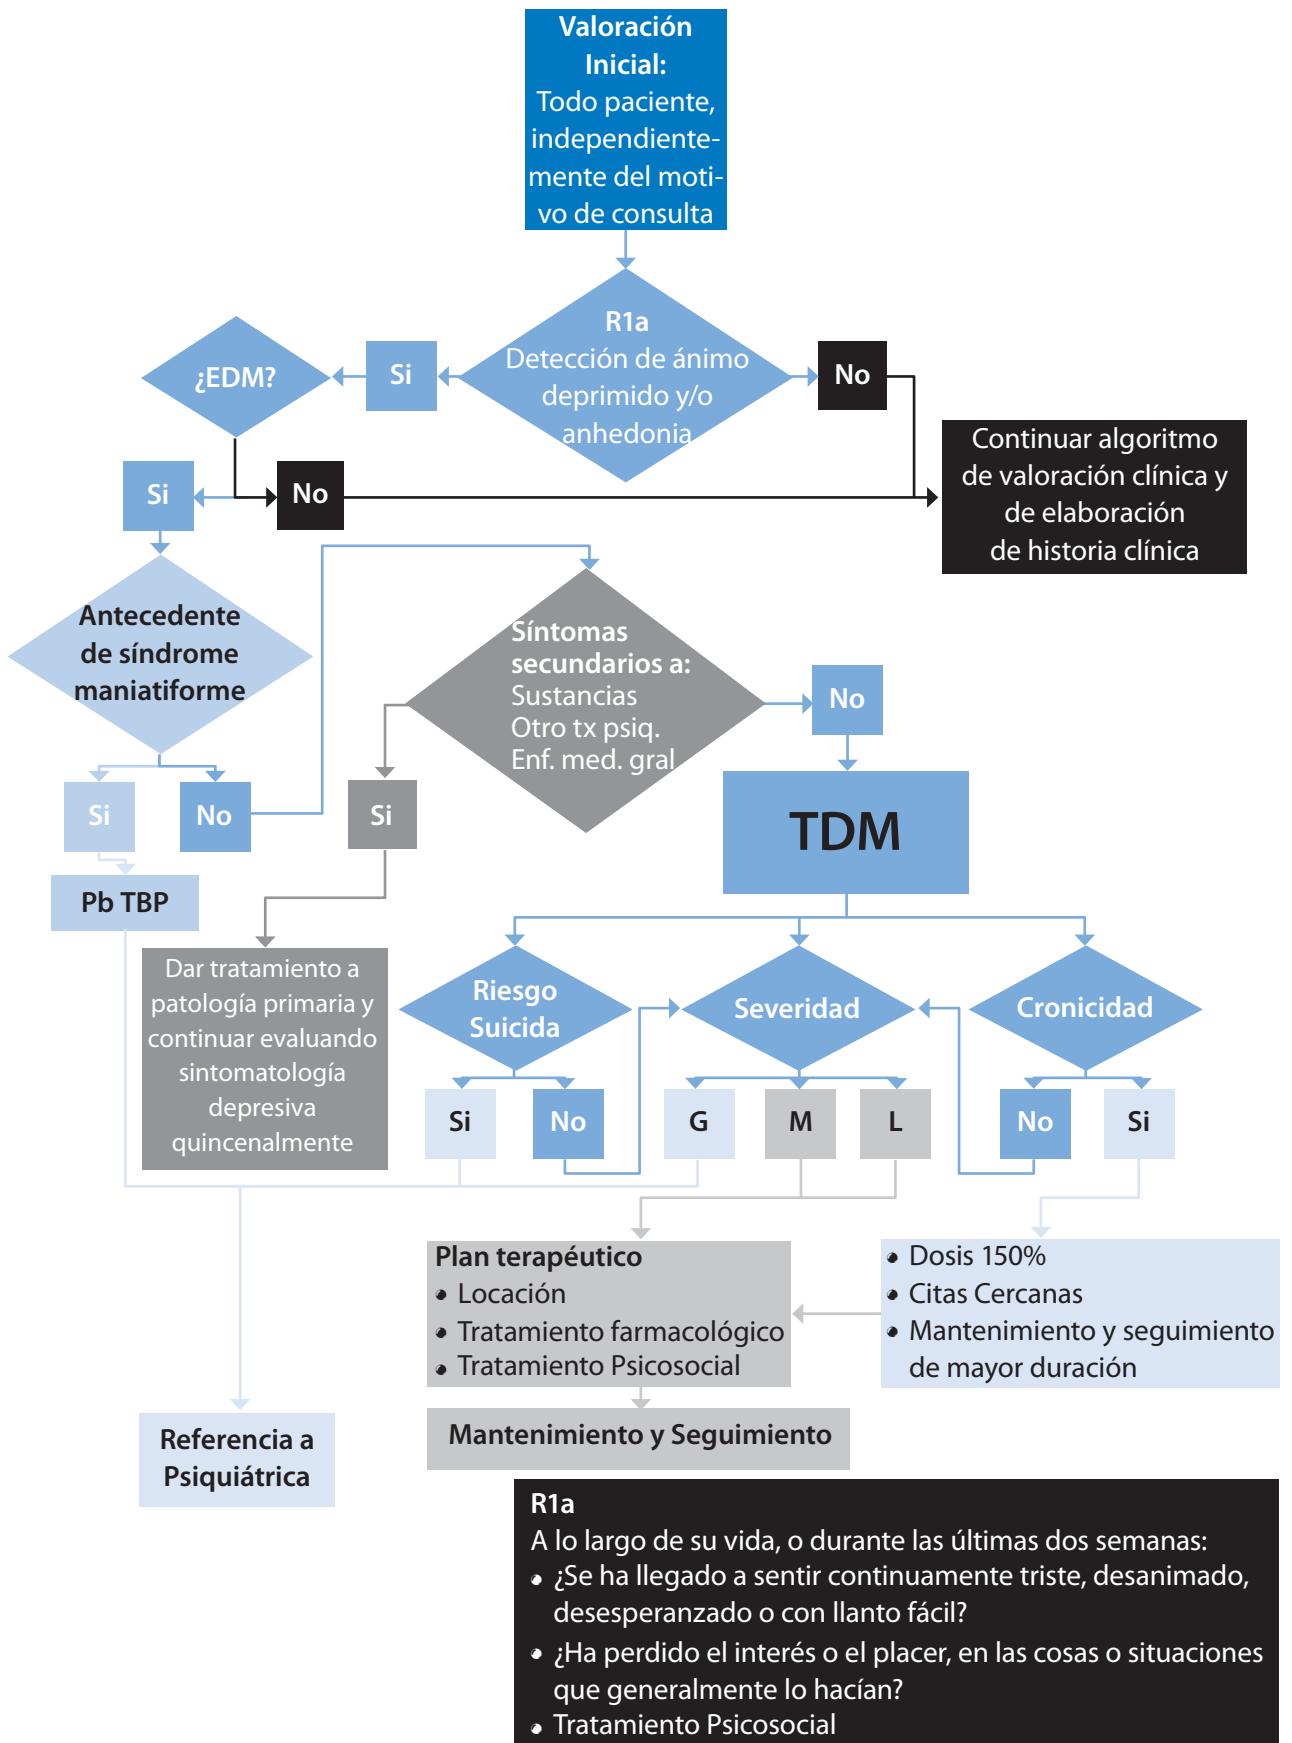 Valoración
Inicial:
Todo paciente,
independiente-
mente del moti-
vo de consulta
R1a
Detección de ánimo
deprimido y/o
anhedonia
¿EDM?
Si
No
Continuar algoritmo
de valoración clínica y
de elaboración
de historia clínica
Si
No
Antecedente
de síndrome
maniatiforme
Síntomas
secundarios a:
Sustancias
Otro tx psiq.
Enf. med. gral
No
Si
No
Si
TDM
Pb TBP
Dar tratamiento a
patología primaria y
continuar evaluando
sintomatología
depresiva
quincenalmente
Riesgo
Suicida
Severidad
Cronicidad
Si
No
G
M
L
No
Si
Plan terapéutico
• Locación
• Tratamiento farmacológico
• Tratamiento Psicosocial
• Dosis 150%
• Citas Cercanas
• Mantenimiento y seguimiento
de mayor duración
Mantenimiento y Seguimiento
Referencia a
Psiquiátrica
R1a
A lo largo de su vida, o durante las últimas dos semanas:
• ¿Se ha llegado a sentir continuamente triste, desanimado,
desesperanzado o con llanto fácil?
• ¿Ha perdido el interés o el placer, en las cosas o situaciones
que generalmente lo hacían?
• Tratamiento Psicosocial